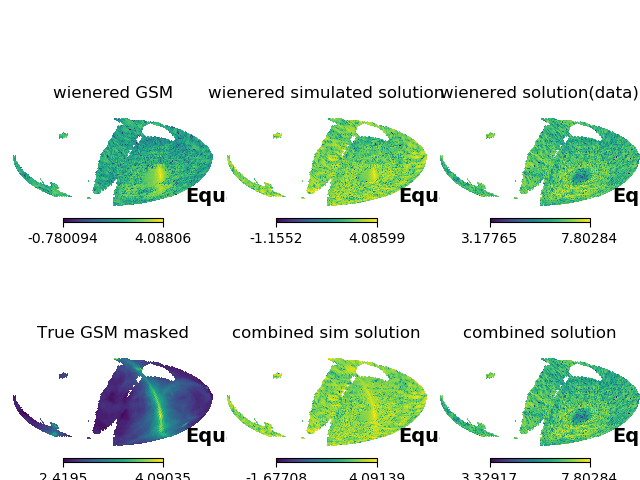 wienered GSM wienered simulated solution wienered solution(data)
Equ Equ Eq
-0.780094 4.08806 -1.1552 4.08599 3.17765 7.80284
True GSM masked combined sim solution combined solution
Equ Equ Eq
2.4195 4.09035 -1.67708 4.09139 3.32917 7.80284